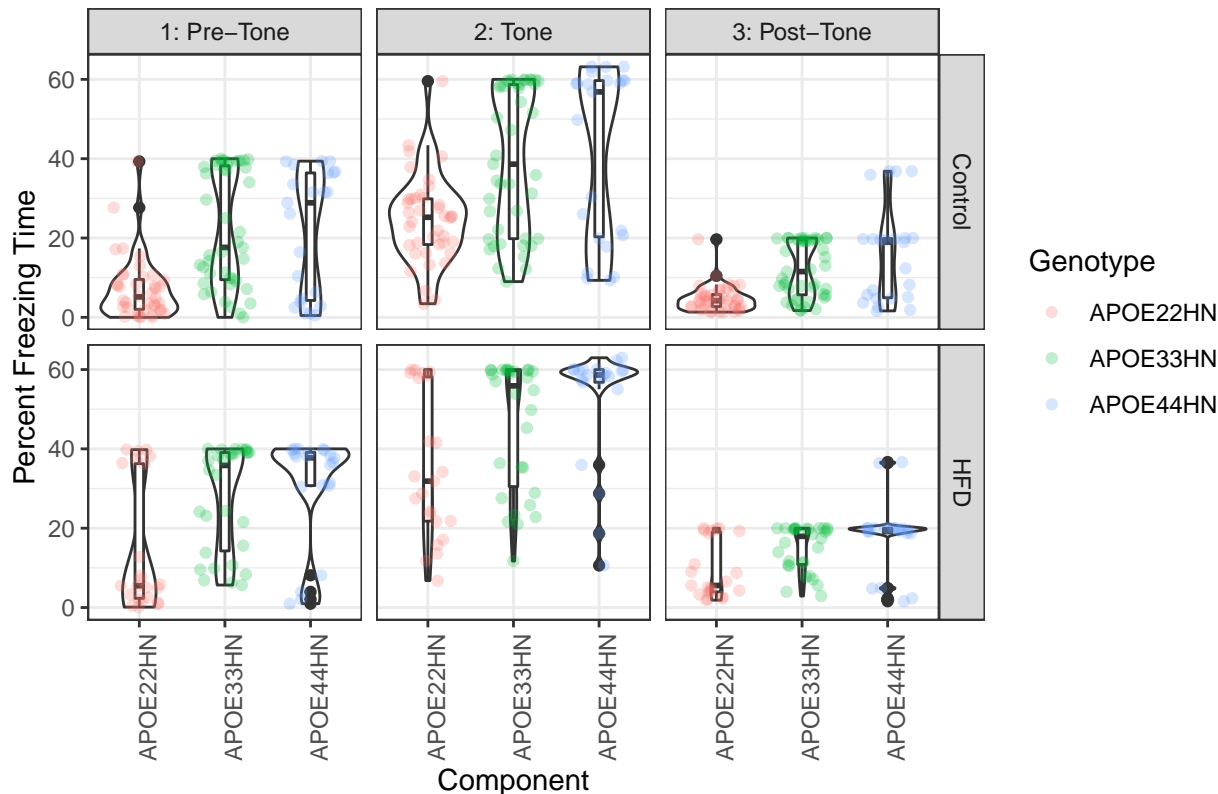 1: Pre−Tone
2: Tone
3: Post−Tone
Percent Freezing Time
60
40
20
0
Control
60
40
20
0
HFD
APOE22HN
APOE33HN
APOE44HN
APOE22HN
APOE33HN
APOE44HN
APOE22HN
APOE33HN
APOE44HN
Component
Genotype
APOE22HN
APOE33HN
APOE44HN